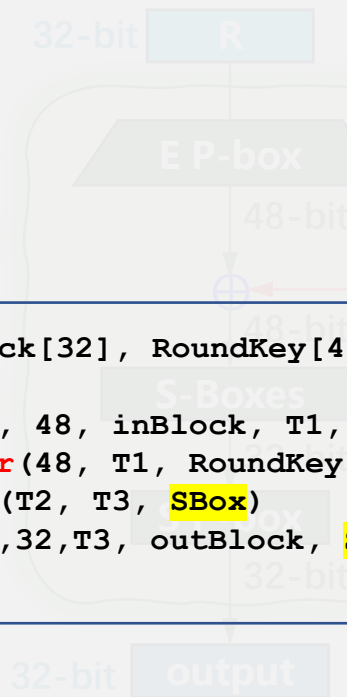 32-bit R
E P-box
48-bit
ck[32], RoundKey[4
48-bit
S-Boxes
, 48, inBlock, T1,
r(48, T1, RoundKey
(T2, T3, SBox)
,32,T3, outBlock,
32-bit
32-bit output